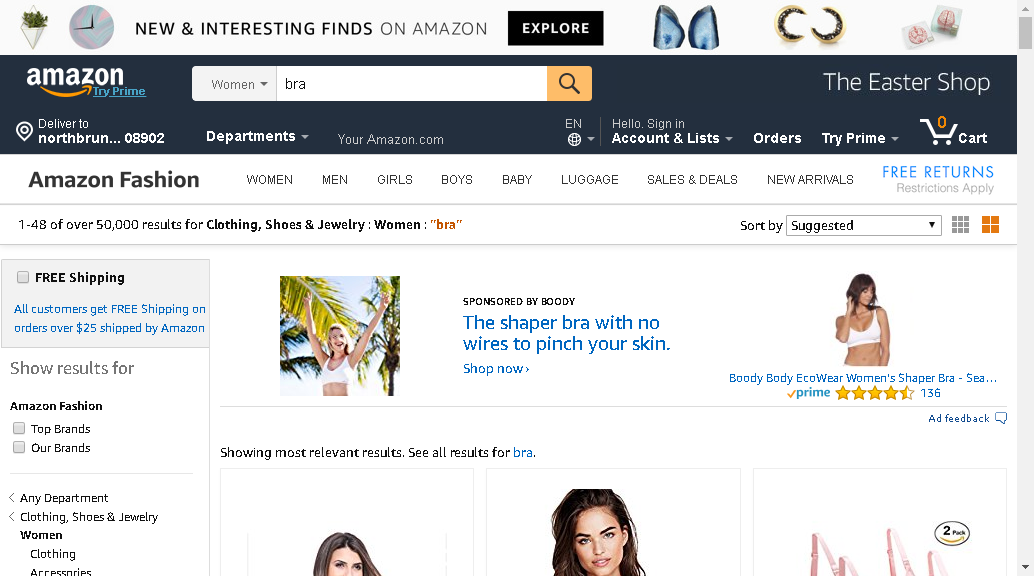 NEW & INTERESTING FINDS ON AMAZON EXPLORE
amazon
Try Prime
Women
bra
The Easter Shop
Deliver to
northbrun... 08902
Departments
Your Amazon.com
EN
Hello. Sign in
Account & Lists
Orders
Try Prime
0
Cart
Amazon Fashion
WOMEN MEN GIRLS BOYS BABY LUGGAGE SALES & DEALS NEW ARRIVALS
FREE RETURNS
Restrictions Apply
1-48 of over 50,000 results for Clothing, Shoes & Jewelry : Women : "bra"
Sort by Suggested
FREE Shipping
All customers get FREE Shipping on
orders over $25 shipped by Amazon
Show results for
Amazon Fashion
Top Brands
Our Brands
Any Department
Clothing, Shoes & Jewelry
Women
Clothing
Accessories
SPONSORED BY BOODY
The shaper bra with no
wires to pinch your skin.
Shop now ›
Boody Body EcoWear Women's Shaper Bra - Sea...
prime 136
Ad feedback
Showing most relevant results. See all results for bra.
2 Pack